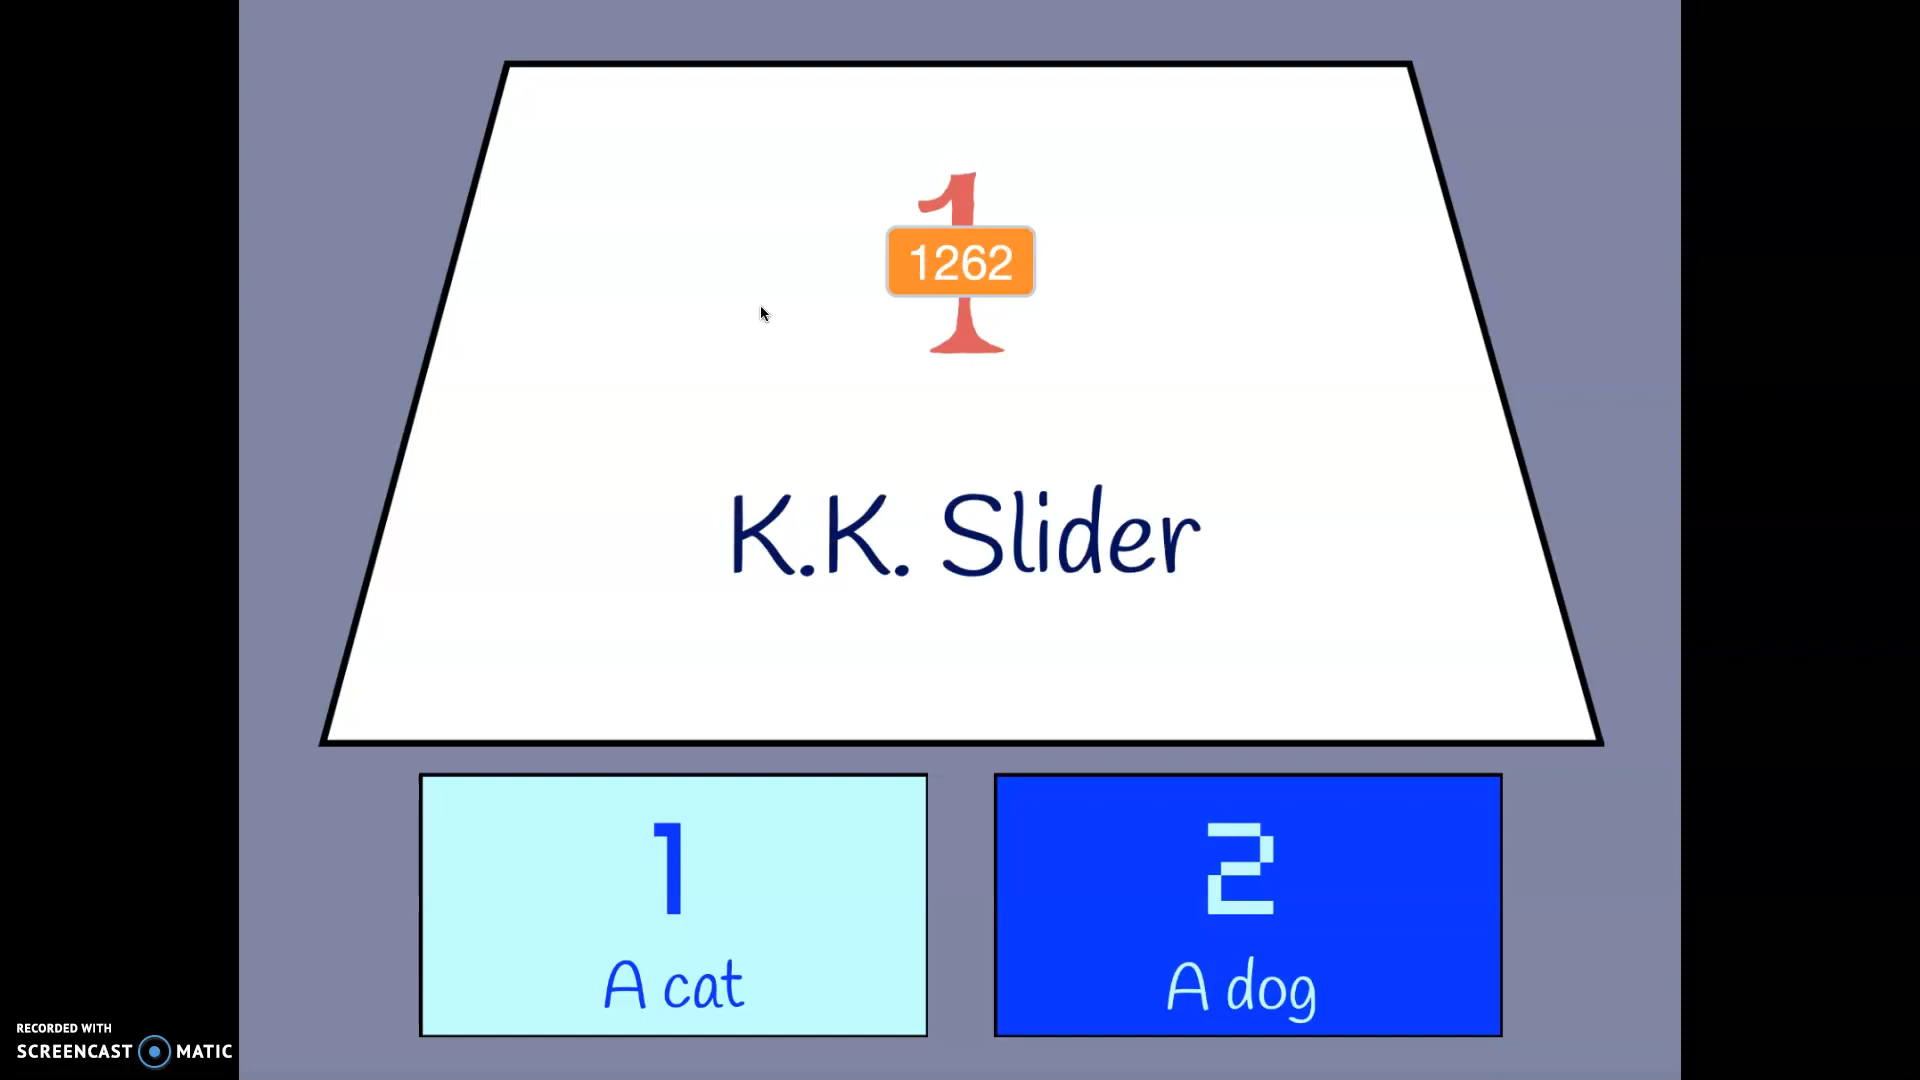 1
1262
K.K. Slider
1
A cat
2
A dog
RECORDED WITH
SCREENCAST MATIC